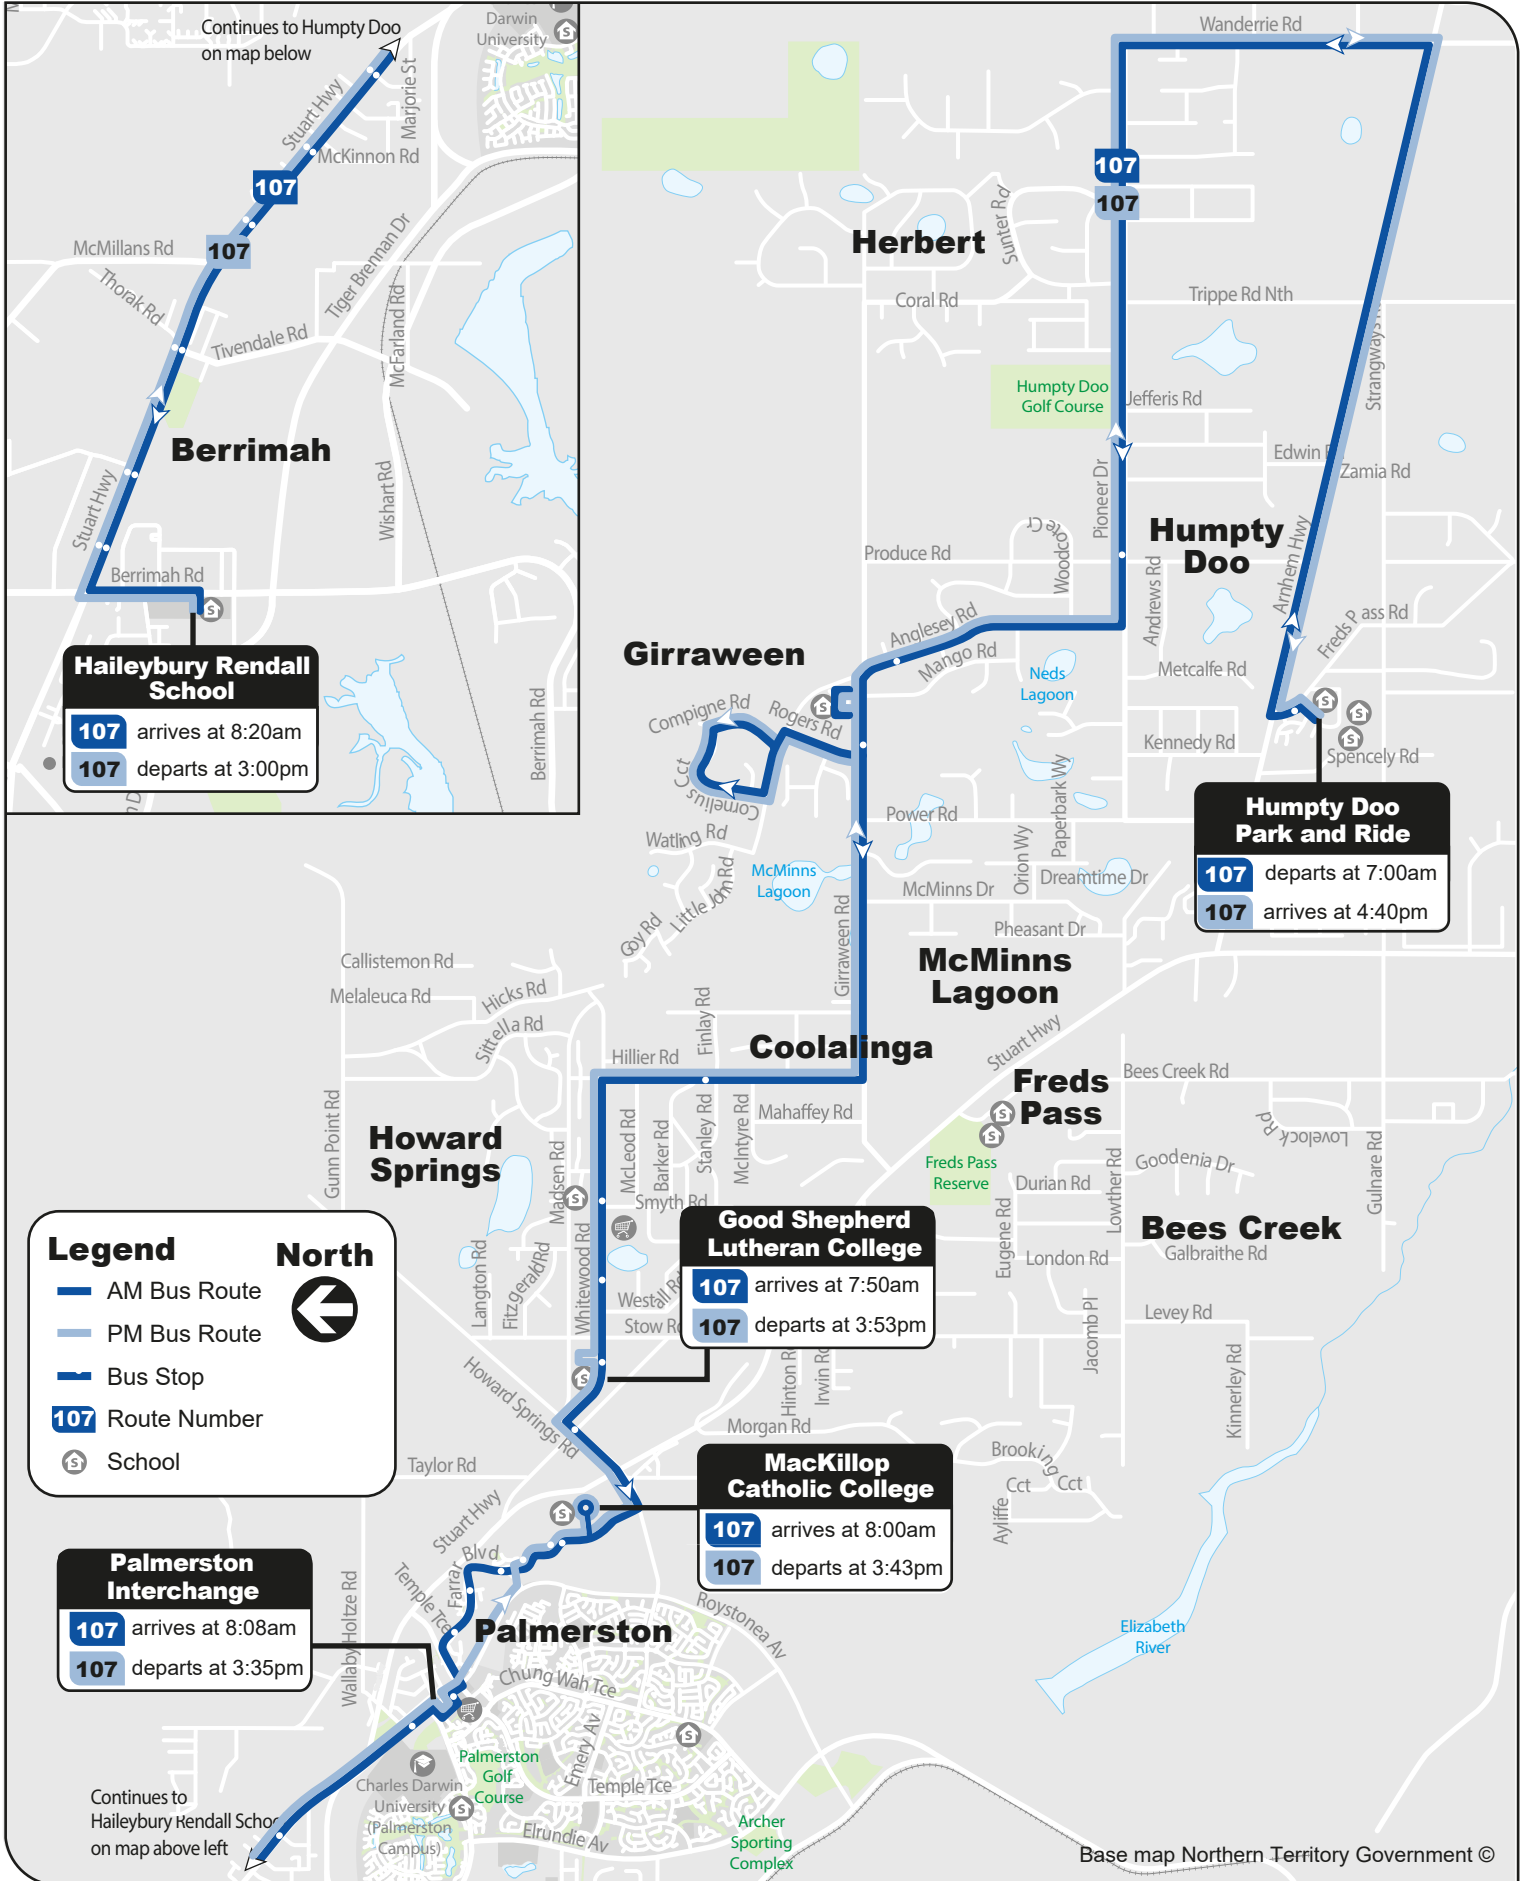 Continues to Humpty Doo
on map below
Darwin
University
Stuart Hwy
Marjorie St
McKinnon Rd
107
107
McMillans Rd
Thorak Rd
Tiger Brennan Dr
Tivendale Rd
McFarland Rd
Berrimah
Stuart Hwy
Wishart Rd
Berrimah Rd
Haileybury Rendall
School
107 arrives at 8:20am
107 departs at 3:00pm
Berrimah Rd
Wanderrie Rd
107
107
Herbert
Sunter Rd
Coral Rd
Trippe Rd Nth
Humpty Doo
Golf Course
Jefferis Rd
Edwin
Zamia Rd
Pioneer Dr
Humpty
Doo
Woodcote Cr
Produce Rd
Andrews Rd
Arnhem Hwy
Freds Pass Rd
Anglesey Rd
Mango Rd
Metcalfe Rd
Girraween
Neds
Lagoon
Compigne Rd
Rogers Rd
Kennedy Rd
Spencely Rd
Cornelius Cct
Paperbark Wy
Power Rd
Watling Rd
Orion Wy
Humpty Doo
Park and Ride
107 departs at 7:00am
107 arrives at 4:40pm
McMinns
Lagoon
Little John Rd
McMinns Dr
Dreamtime Dr
Goy Rd
Girraween Rd
Pheasant Dr
McMinns
Lagoon
Callistemon Rd
Melaleuca Rd
Hicks Rd
Sittella Rd
Finlay Rd
Hillier Rd
Coolalinga
Stuart Hwy
Freds
Pass
Bees Creek Rd
Gunn Point Rd
Howard
Springs
Madsen Rd
McLeod Rd
Barker Rd
Stanley Rd
McIntyre Rd
Mahaffey Rd
Freds Pass
Reserve
Lovelock Rd
Goodenia Dr
Gulnare Rd
Durian Rd
Lowther Rd
Smyth Rd
Bees Creek
Galbraithe Rd
Eugene Rd
London Rd
Good Shepherd
Lutheran College
107 arrives at 7:50am
107 departs at 3:53pm
Legend
North
AM Bus Route
PM Bus Route
Bus Stop
107 Route Number
School
Langton Rd
Fitzgerald Rd
Whitewood Rd
Westall Rd
Stow Rd
Jacomb Pl
Levey Rd
Kinnerley Rd
Howard Springs Rd
Irwin Rd
Morgan Rd
Taylor Rd
Brooking
Cct
Cct
Ayliffe
MacKillop
Catholic College
107 arrives at 8:00am
107 departs at 3:43pm
Stuart Hwy
Farrar Blvd
Temple Tce
Wallaby Holtze Rd
Palmerston
Interchange
107 arrives at 8:08am
107 departs at 3:35pm
Palmerston
Roystonea Av
Elizabeth
River
Chung Wah Tce
Emery Av
Temple Tce
Palmerston
Golf
Course
Charles Darwin
University
(Palmerston
Campus)
Elrundie Av
Archer
Sporting
Complex
Continues to
Haileybury Rendall
on map above left
Base map Northern Territory Government ©